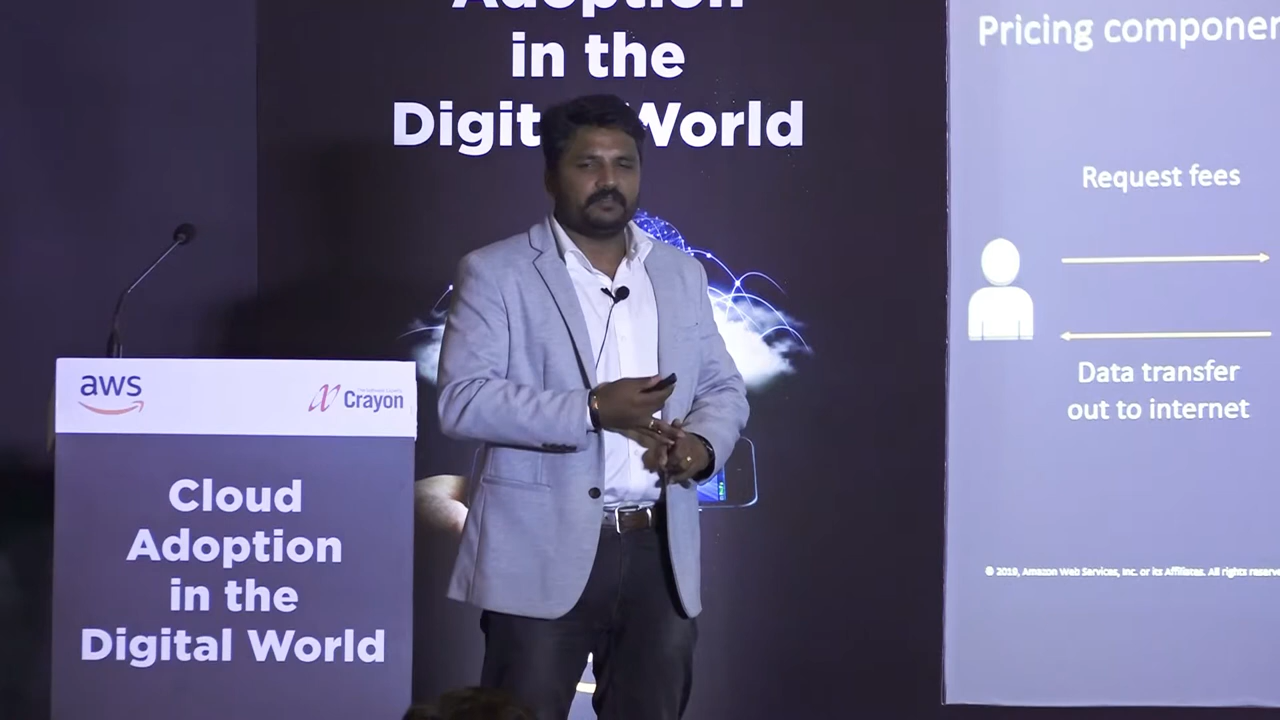 Adoption
in the
Digit World
aws
Crayon
Cloud
Adoption
in the
Digital World
Pricing componen
Request fees
Data transfer
out to internet
© 2019, Amazon Web Services, Inc. or its Affiliates. All rights reserve